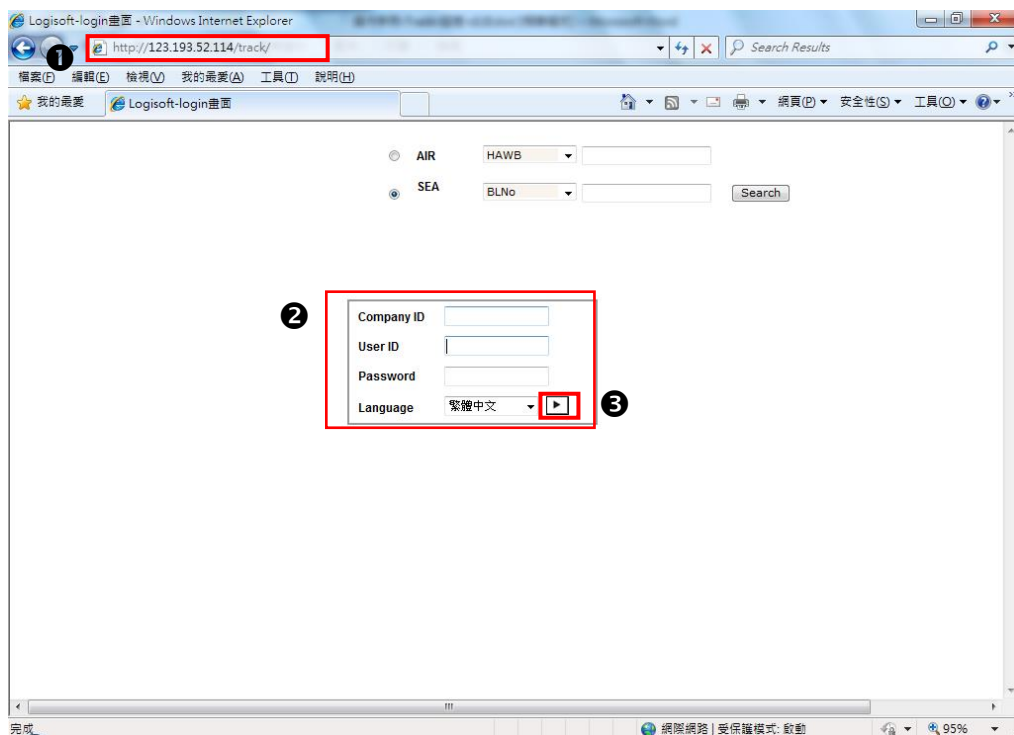 Logisoft-login畫面 - Windows Internet Explorer
❶ http://123.193.52.114/track/ Search Results
檔案(F) 編輯(E) 檢視(V) 我的最愛(A) 工具(T) 說明(H)
我的最愛 Logisoft-login畫面 網頁(P) 安全性(S) 工具(O)
AIR HAWB
SEA BLNo Search
❷ Company ID
User ID
Password
Language 繁體中文 ❸
完成 網際網路 | 受保護模式: 啟動 95%